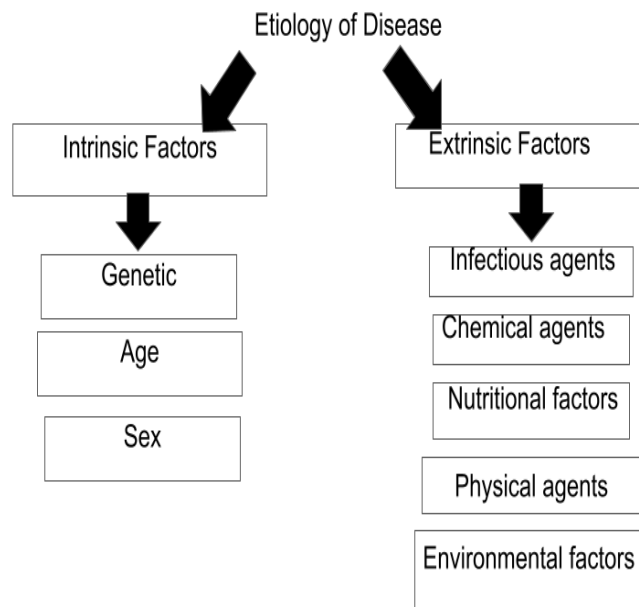 Etiology of Disease
Intrinsic Factors
Genetic
Age
Sex
Extrinsic Factors
Infectious agents
Chemical agents
Nutritional factors
Physical agents
Environmental factors